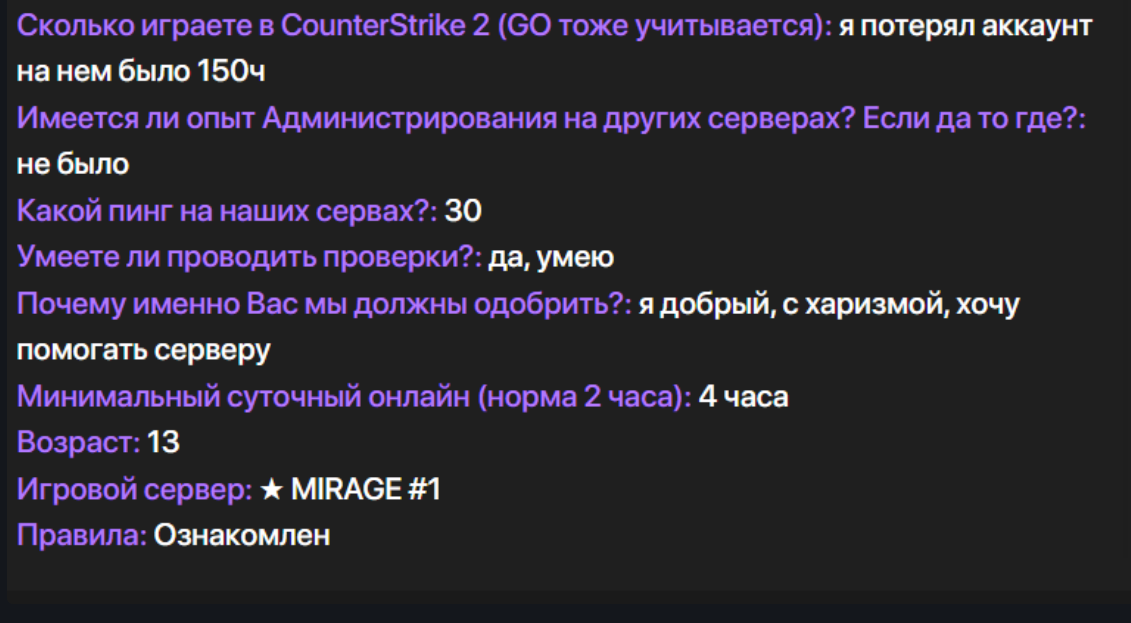 Сколько играете в CounterStrike 2 (GO тоже учитывается): я потерял аккаунт
на нем было 150ч
Имеется ли опыт Администрирования на других серверах? Если да то где?:
не было
Какой пинг на наших сервах?: 30
Умеете ли проводить проверки?: да, умею
Почему именно Вас мы должны одобрить?: я добрый, с харизмой, хочу
помогать серверу
Минимальный суточный онлайн (норма 2 часа): 4 часа
Возраст: 13
Игровой сервер: ★ MIRAGE #1
Правила: Ознакомлен